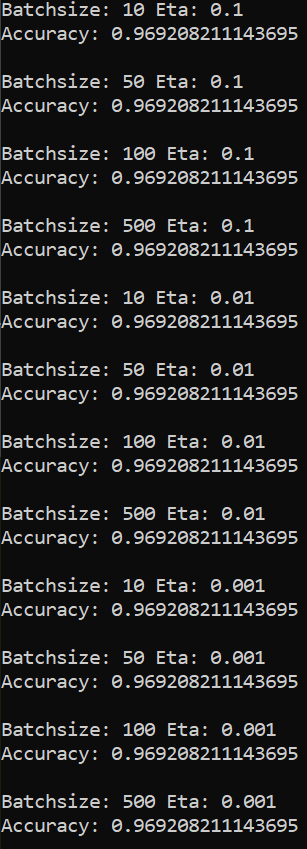 Batchsize: 10 Eta: 0.1
Accuracy: 0.969208211143695
Batchsize: 50 Eta: 0.1
Accuracy: 0.969208211143695
Batchsize: 100 Eta: 0.1
Accuracy: 0.969208211143695
Batchsize: 500 Eta: 0.1
Accuracy: 0.969208211143695
Batchsize: 10 Eta: 0.01
Accuracy: 0.969208211143695
Batchsize: 50 Eta: 0.01
Accuracy: 0.969208211143695
Batchsize: 100 Eta: 0.01
Accuracy: 0.969208211143695
Batchsize: 500 Eta: 0.01
Accuracy: 0.969208211143695
Batchsize: 10 Eta: 0.001
Accuracy: 0.969208211143695
Batchsize: 50 Eta: 0.001
Accuracy: 0.969208211143695
Batchsize: 100 Eta: 0.001
Accuracy: 0.969208211143695
Batchsize: 500 Eta: 0.001
Accuracy: 0.969208211143695